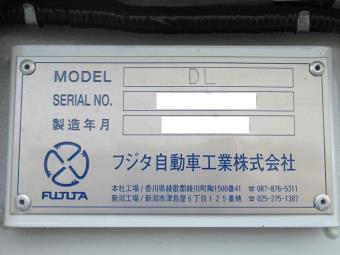 MODEL DL
SERIAL NO.
製造年月
フジタ自動車工業株式会社
FUJITA
本社工場/香川県綾歌郡綾川町陶1500番41 ☎087-876-5311
新潟工場/新潟市津島屋6丁目125番地 ☎025-275-1387